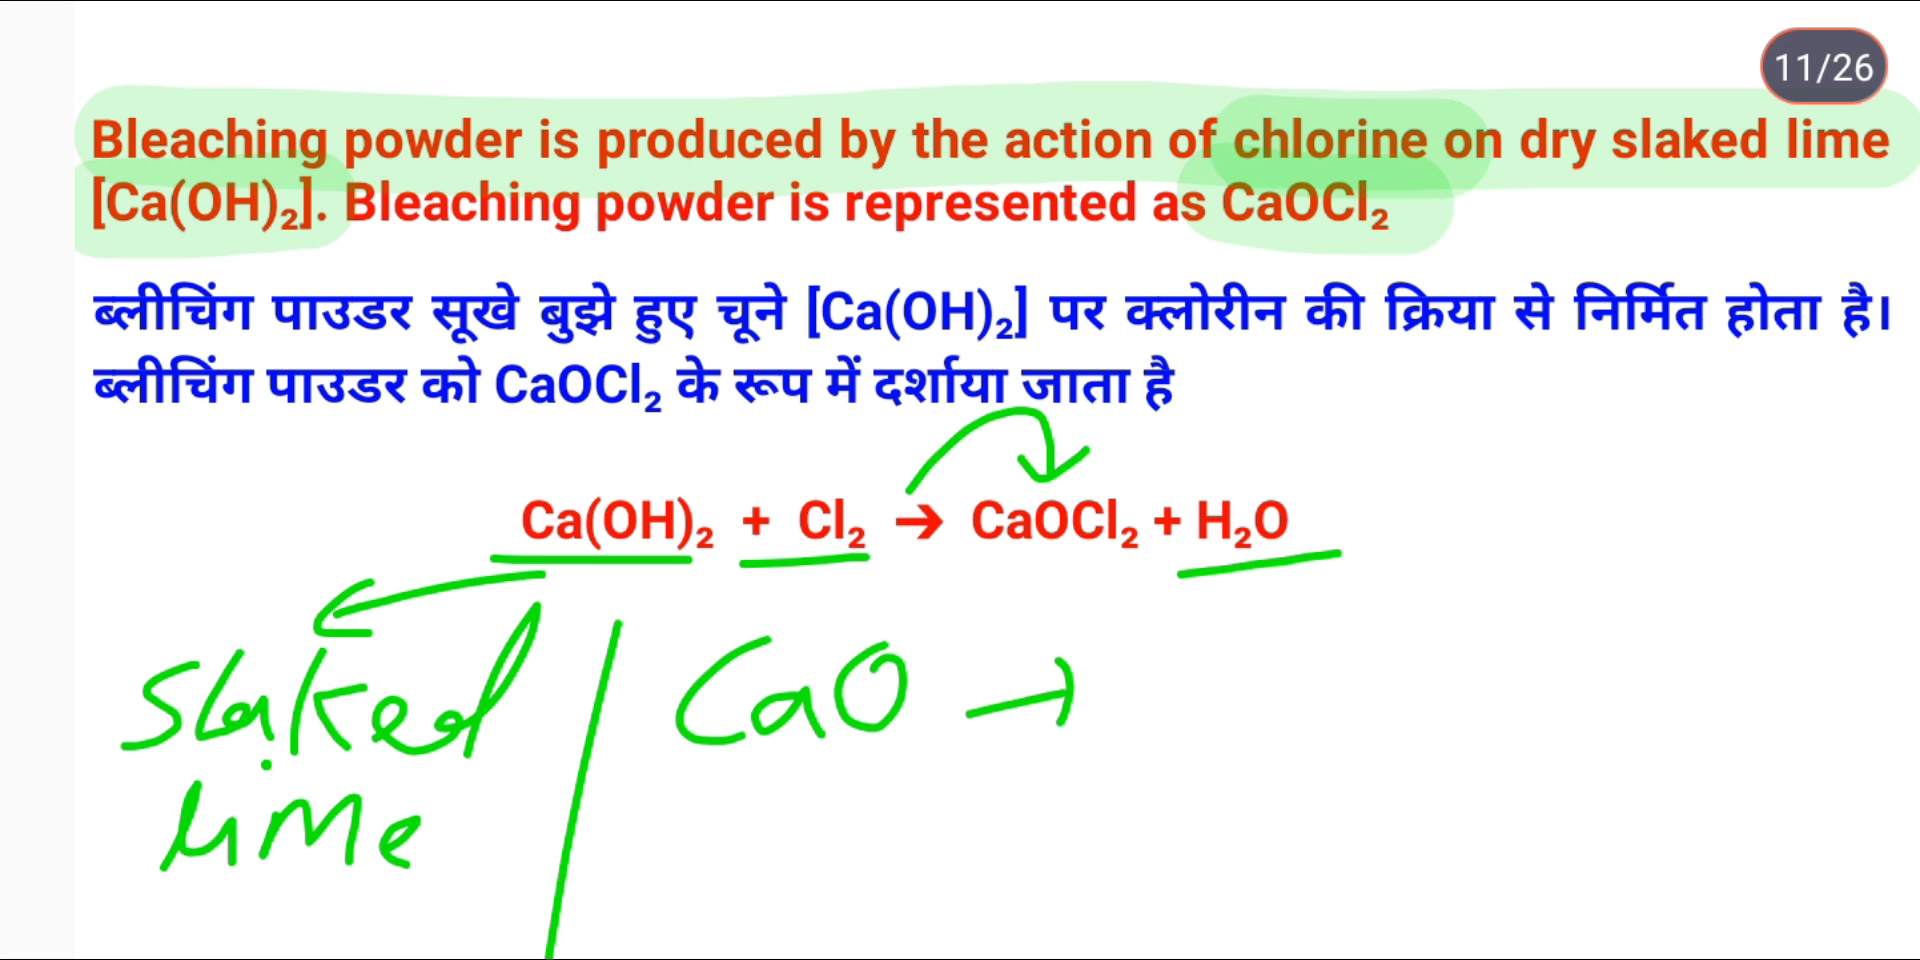 11/26
Bleaching powder is produced by the action of chlorine on dry slaked lime
[Ca(OH)₂]. Bleaching powder is represented as CaOCl₂
ब्लीचिंग पाउडर सूखे बुझे हुए चूने [Ca(OH)₂] पर क्लोरीन की क्रिया से निर्मित होता है।
ब्लीचिंग पाउडर को CaOCl₂ के रूप में दर्शाया जाता है
Ca(OH)₂ + Cl₂ → CaOCl₂ + H₂O
Slaked CaO →
lime